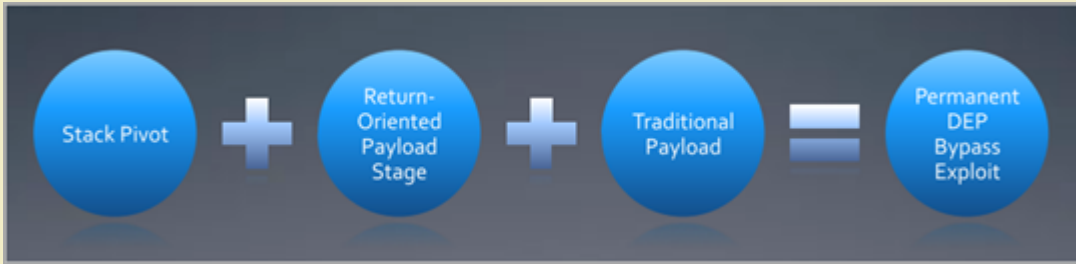 Stack Pivot
Return-
Oriented
Payload
Stage
Traditional
Payload
Permanent
DEP
Bypass
Exploit